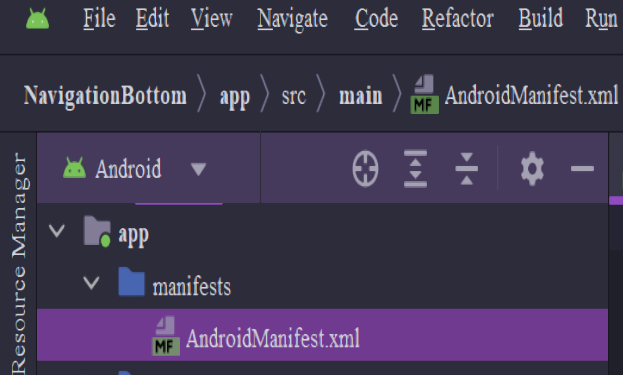 File Edit View Navigate Code Refactor Build Run
NavigationBottom app src main MF AndroidManifest.xml
Resource Manager
Android
app
manifests
MF AndroidManifest.xml